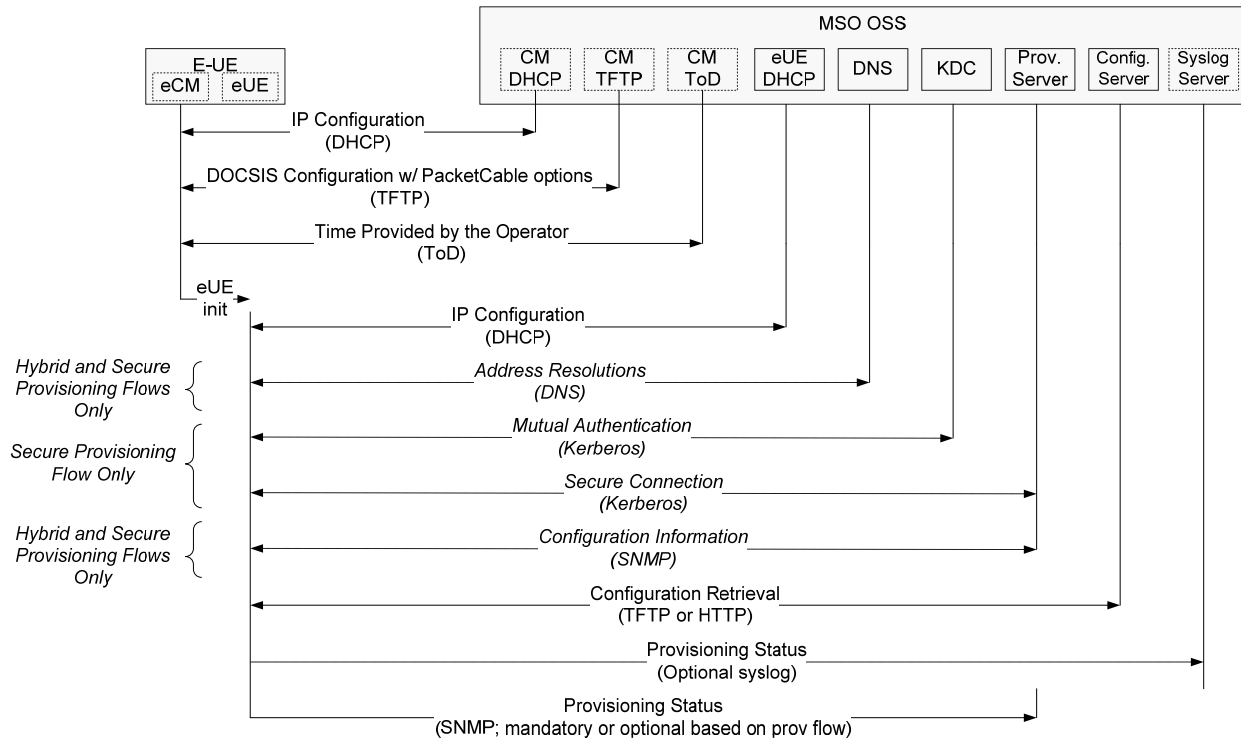 MSO OSS
E-UE
eCM
eUE
CM
DHCP
CM
TFTP
CM
ToD
eUE
DHCP
DNS
KDC
Prov.
Server
Config.
Server
Syslog
Server
IP Configuration
(DHCP)
DOCSIS Configuration w/ PacketCable options
(TFTP)
Time Provided by the Operator
(ToD)
eUE
init
IP Configuration
(DHCP)
Hybrid and Secure
Provisioning Flows
Only
Address Resolutions
(DNS)
Secure Provisioning
Flow Only
Mutual Authentication
(Kerberos)
Secure Connection
(Kerberos)
Hybrid and Secure
Provisioning Flows
Only
Configuration Information
(SNMP)
Configuration Retrieval
(TFTP or HTTP)
Provisioning Status
(Optional syslog)
Provisioning Status
(SNMP; mandatory or optional based on prov flow)